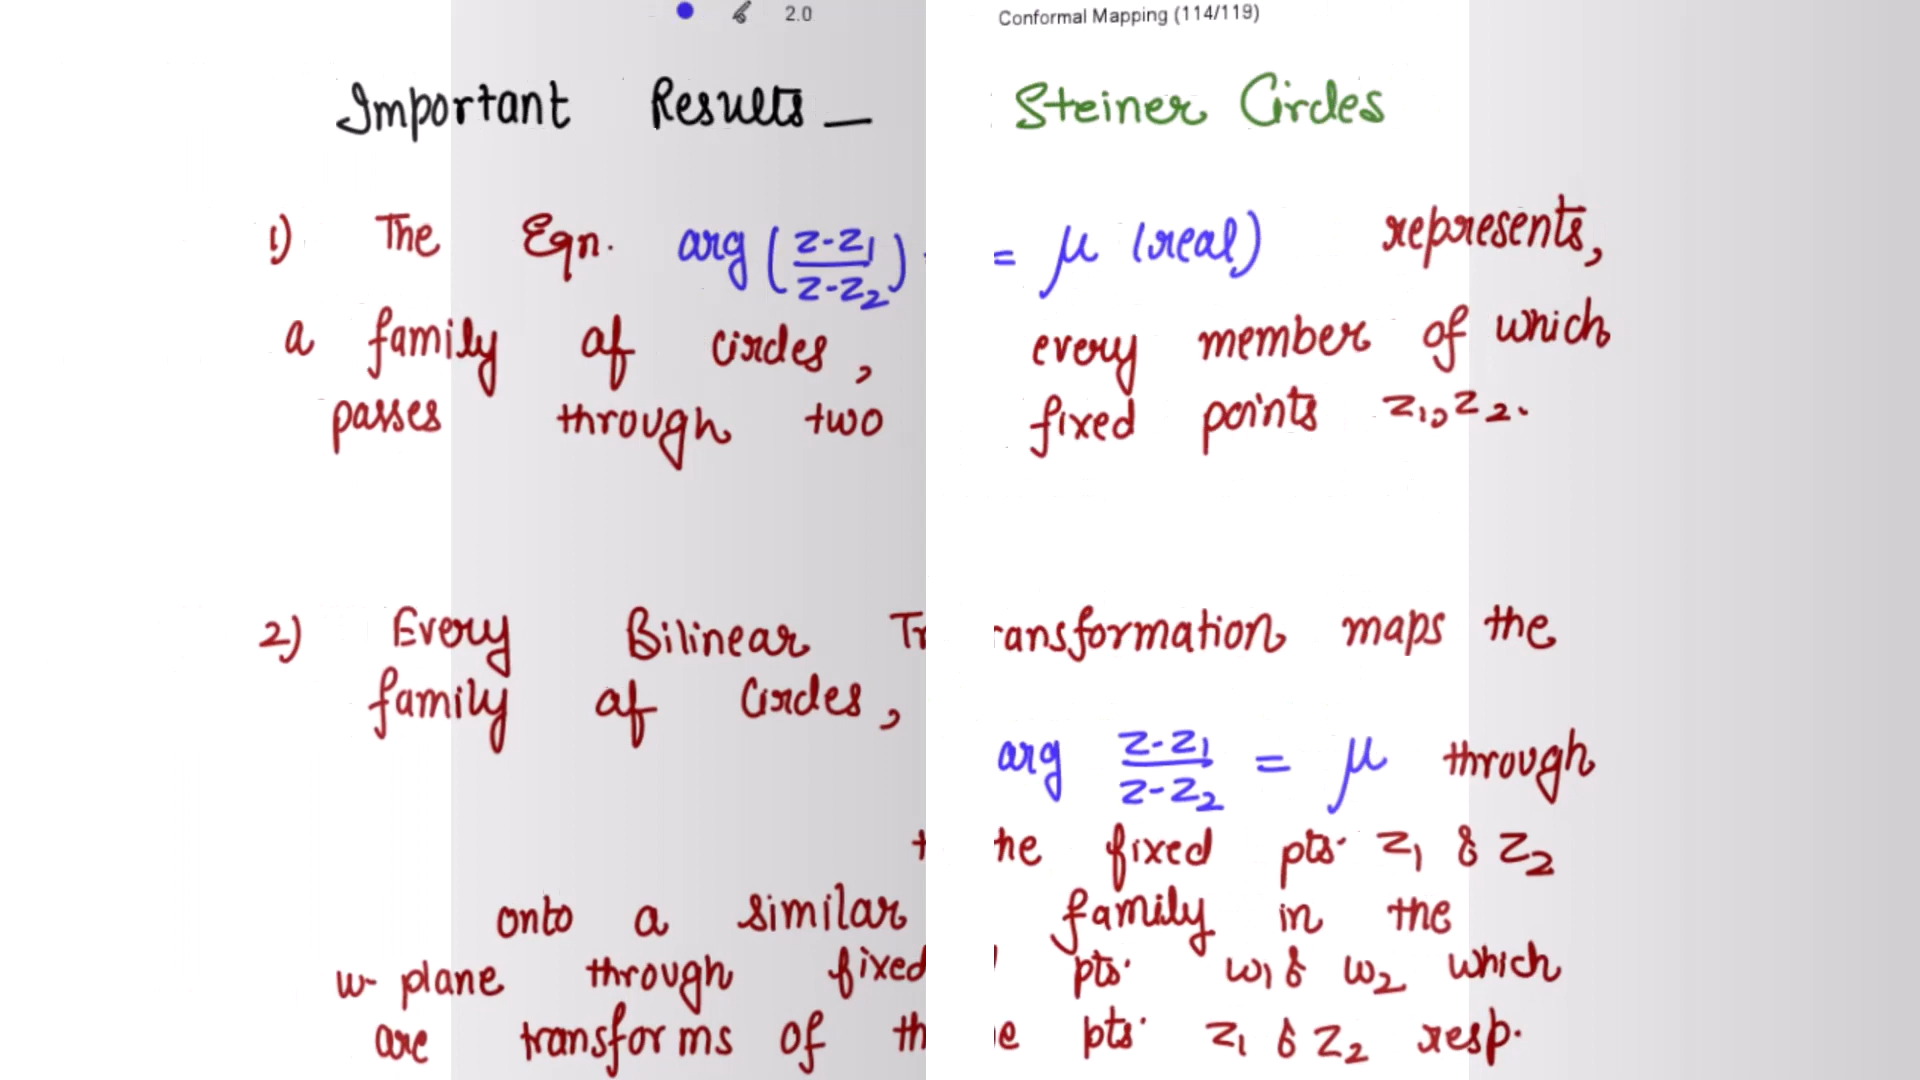 2.0 Conformal Mapping (114/119)
Important Results — Steiner Circles
1) The Eqn. arg (z-z1/z-z2) = μ (real) represents,
a family of circles, every member of which
passes through two fixed points z1, z2.
2) Every Bilinear Transformation maps the
family of Circles,
arg z-z1/z-z2 = μ through
the fixed pts. z1 & z2
onto a similar family in the
w-plane through fixed pts. w1 & w2 which
are transforms of the pts. z1 & z2 resp.